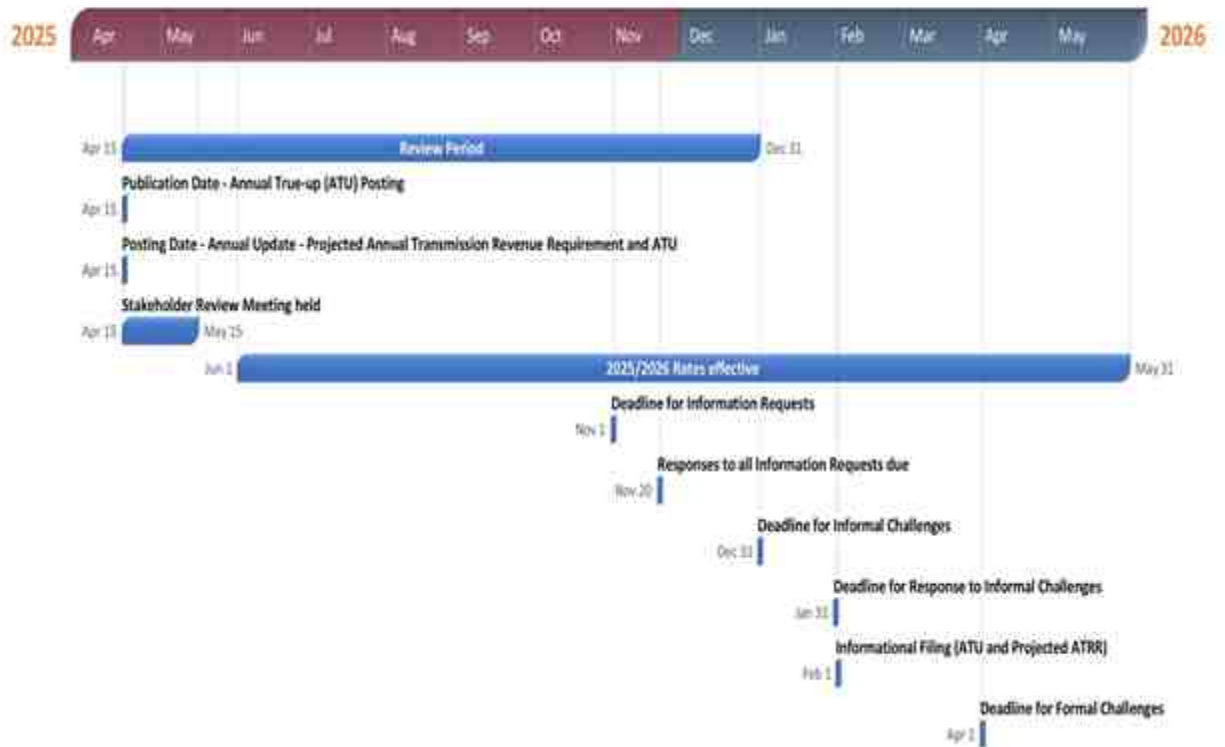 2025 Apr May Jun Jul Aug Sep Oct Nov Dec Jan Feb Mar Apr May 2026
Apr 15 Review Period Dec 31
Publication Date - Annual True-up (ATU) Posting
Apr 15
Posting Date - Annual Update - Projected Annual Transmission Revenue Requirement and ATU
Apr 15
Stakeholder Review Meeting held
Apr 15 May 15
Jun 1 2025/2026 Rates effective May 31
Deadline for Information Requests
Nov 1
Responses to all Information Requests due
Nov 20
Deadline for Informal Challenges
Dec 31
Deadline for Response to Informal Challenges
Jan 31
Informational Filing (ATU and Projected ATRR)
Feb 1
Deadline for Formal Challenges
Apr 1